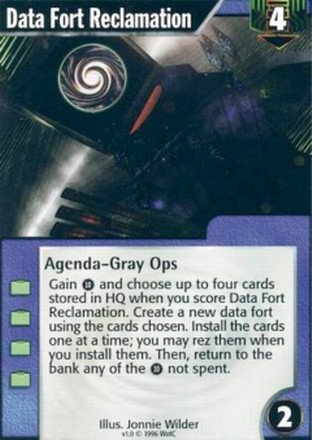 Data Fort Reclamation
4
Agenda-Gray Ops
Gain and choose up to four cards
stored in HQ when you score Data Fort
Reclamation. Create a new data fort
using the cards chosen. Install the cards
one at a time; you may rez them when
you install them. Then, return to the
bank any of the not spent.
Illus. Jonnie Wilder
v1.0 © 1996 WotC
2